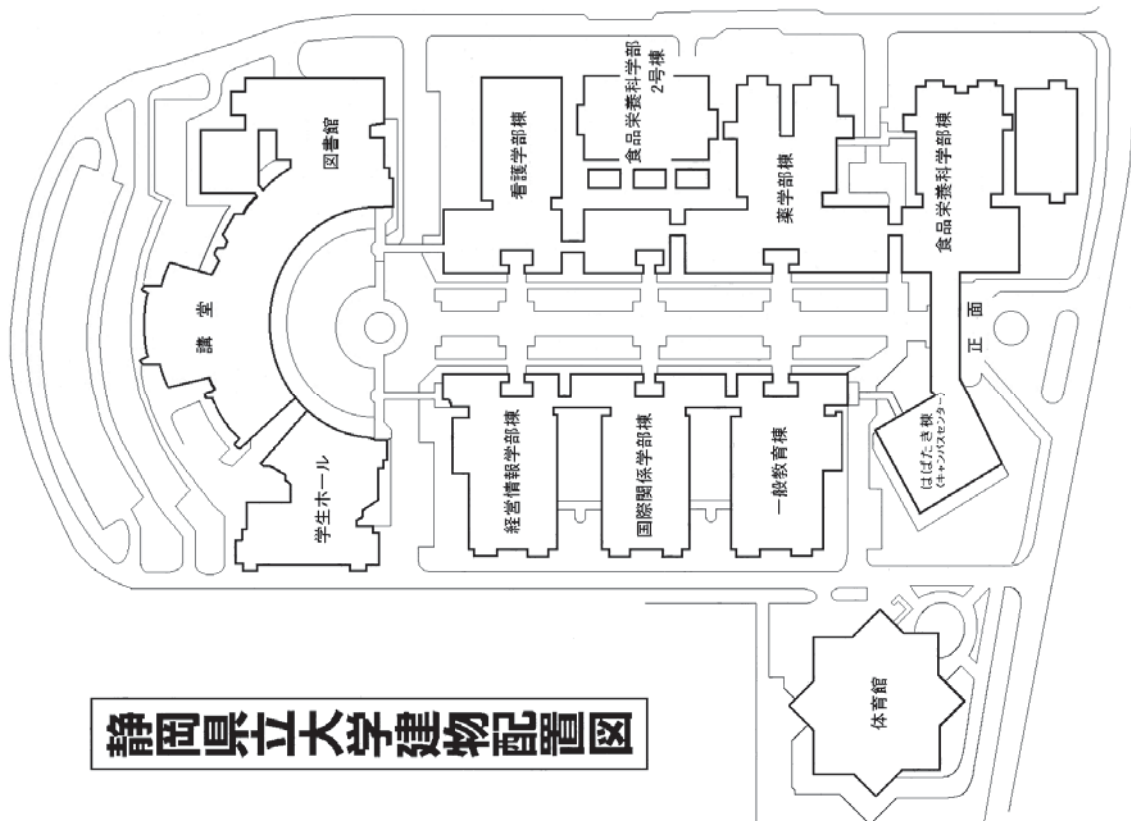 静岡県立大学建物配置図
図書館
講堂
学生ホール
看護学部棟
食品栄養科学部
2号棟
薬学部棟
食品栄養科学部棟
経営情報学部棟
国際関係学部棟
一般教育棟
はばたき棟
(キャンパスセンター)
正面
体育館